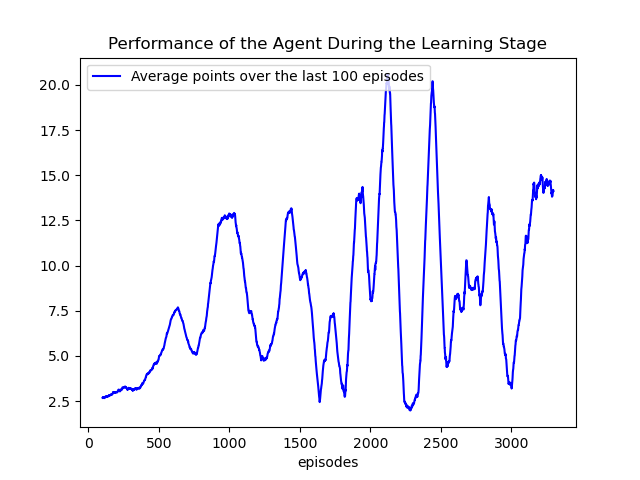 Performance of the Agent During the Learning Stage
Average points over the last 100 episodes
20.0
17.5
15.0
12.5
10.0
7.5
5.0
2.5
0 500 1000 1500 2000 2500 3000
episodes